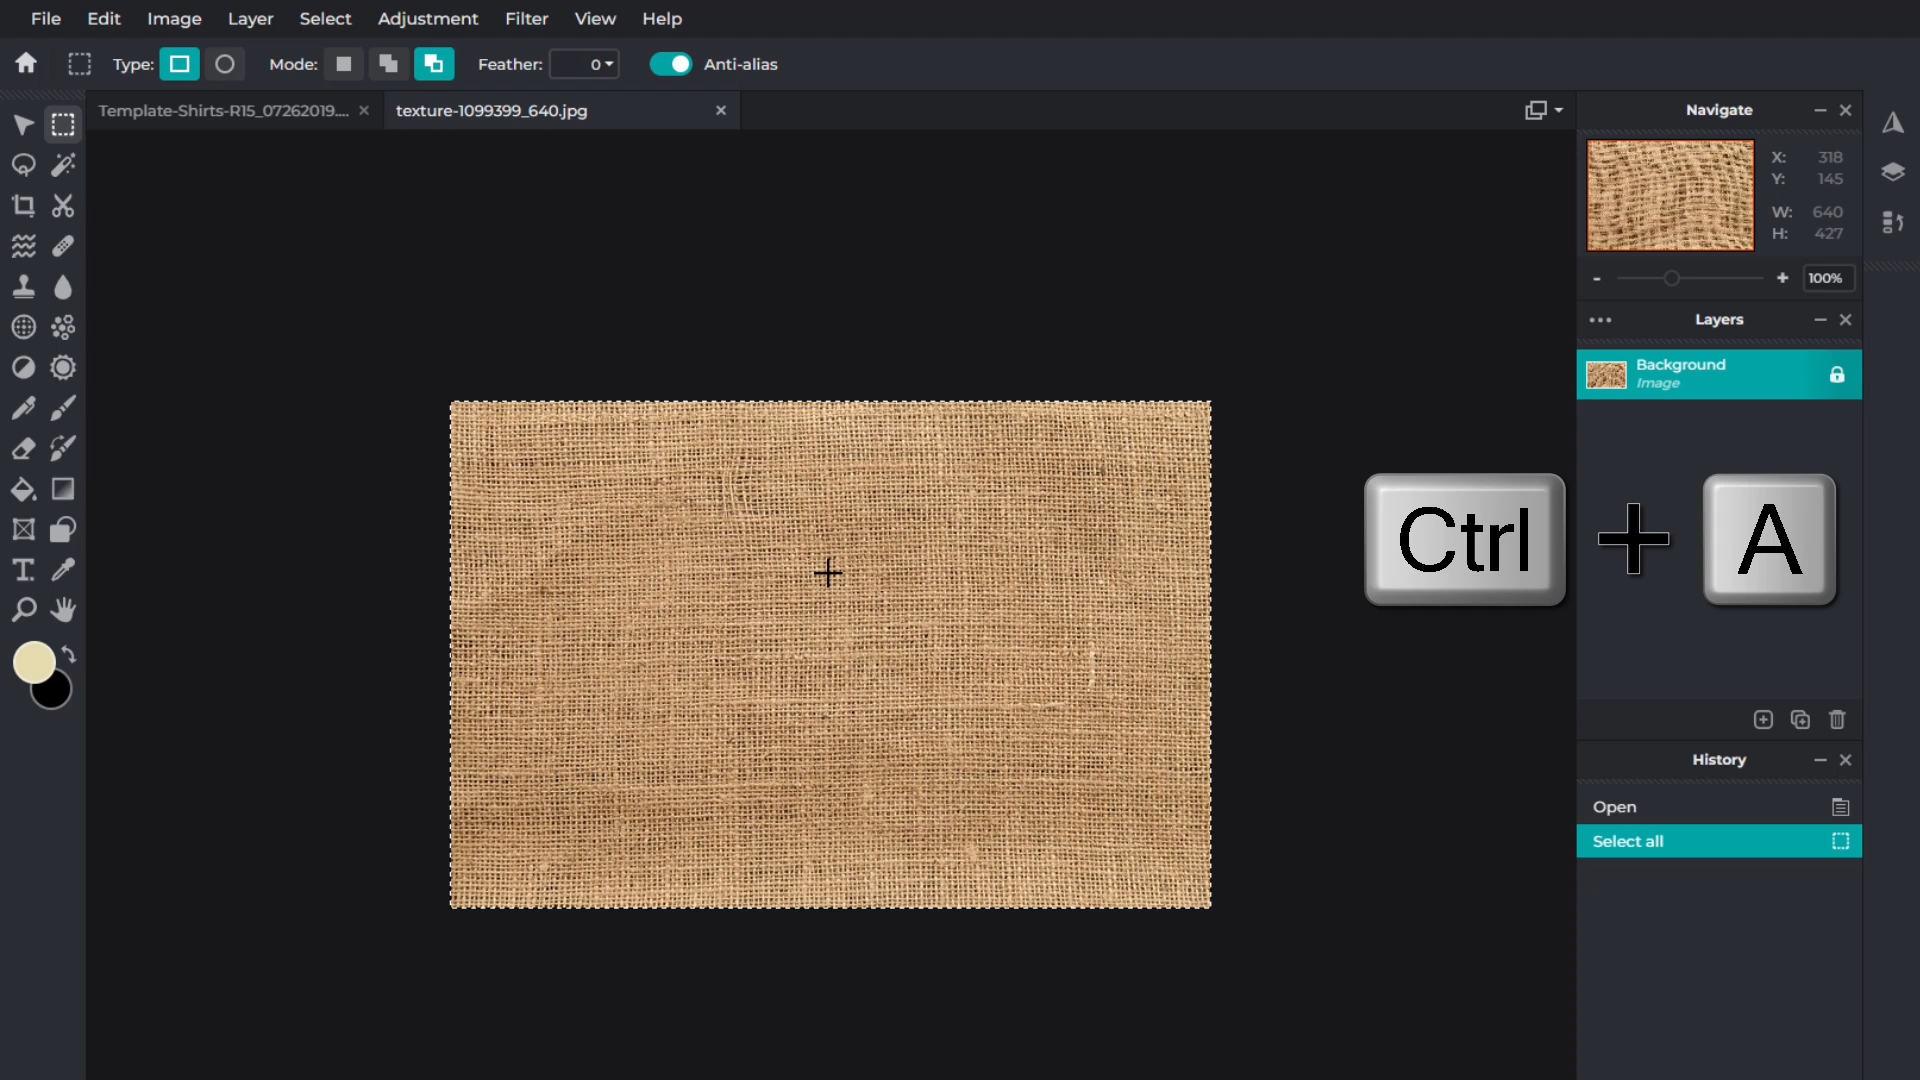 File Edit Image Layer Select Adjustment Filter View Help
Type: Mode: Feather: 0 Anti-alias
Template-Shirts-R15_07262019....
texture-1099399_640.jpg
Navigate
X: 318
Y: 145
W: 640
H: 427
- + 100%
Layers
Background
Image
Ctrl + A
History
Open
Select all